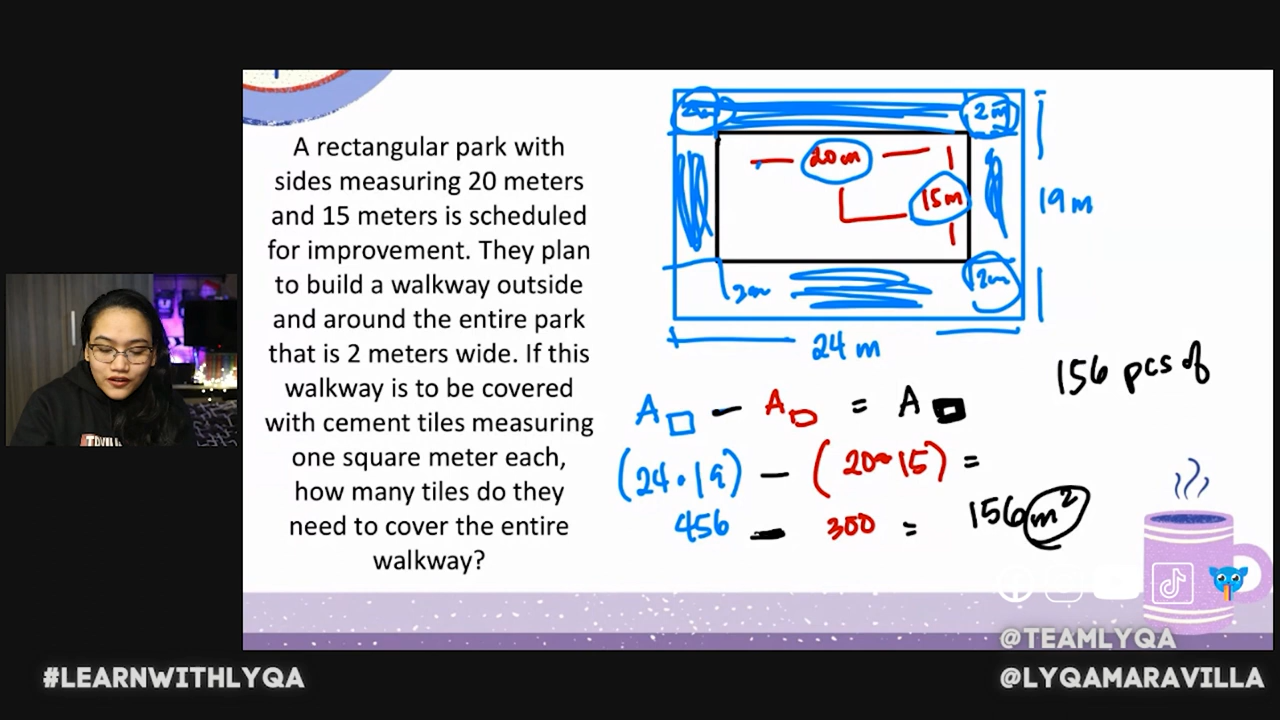 A rectangular park with
sides measuring 20 meters
and 15 meters is scheduled
for improvement. They plan
to build a walkway outside
and around the entire park
that is 2 meters wide. If this
walkway is to be covered
with cement tiles measuring
one square meter each,
how many tiles do they
need to cover the entire
walkway?
2m 2m
20m
15m
19m
2m 2m
24 m
156 pcs of
A - A = A
(24 · 19) - (20 · 15) =
456 - 300 = 156m²
@TEAMLYQA
#LEARNWITHLYQA
@LYQAMARAVILLA